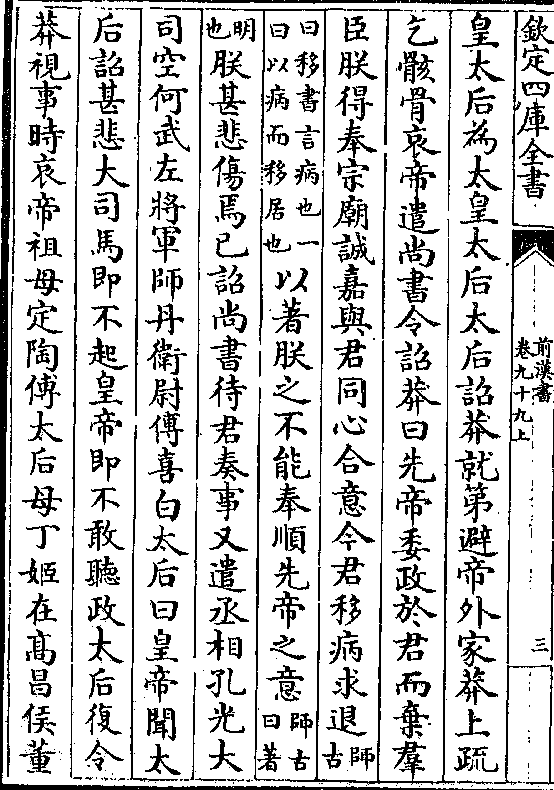 欽定四庫全書
前漢書
卷九十九上
三
皇太后為太皇太后太后詔莽就第避帝外家莽上疏
乞骸骨哀帝遣尚書令詔莽曰先帝委政於君而棄羣
臣朕得奉宗廟誠嘉與君同心合意今君移病求退師古
曰移書言病也一曰以病而移居也以著朕之不能奉順先帝之意師古曰著
明也朕甚悲傷焉已詔尚書待君奏事又遣丞相孔光大
司空何武左將軍師丹衛尉傅喜白太后曰皇帝聞太
后詔甚悲大司馬即不起皇帝即不敢聽政太后復令
莽視事時哀帝祖母定陶傅太后母丁姬在高昌侯董